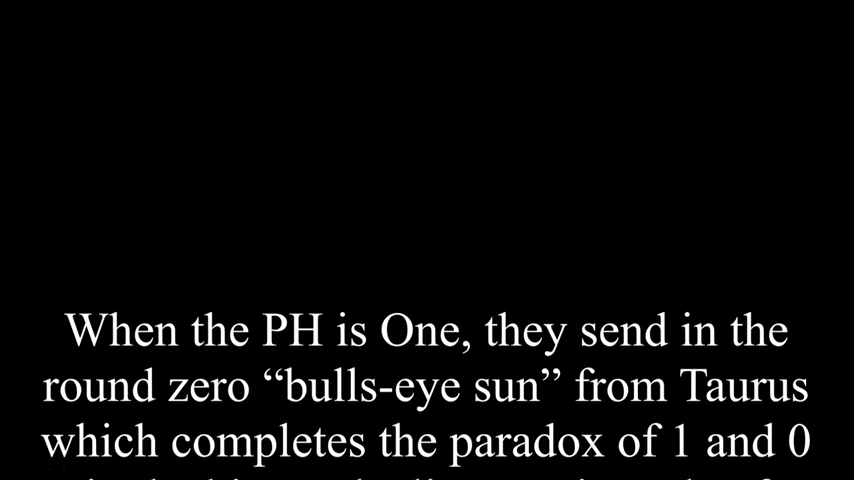 When the PH is One, they send in the
round zero “bulls-eye sun” from Taurus
which completes the paradox of 1 and 0